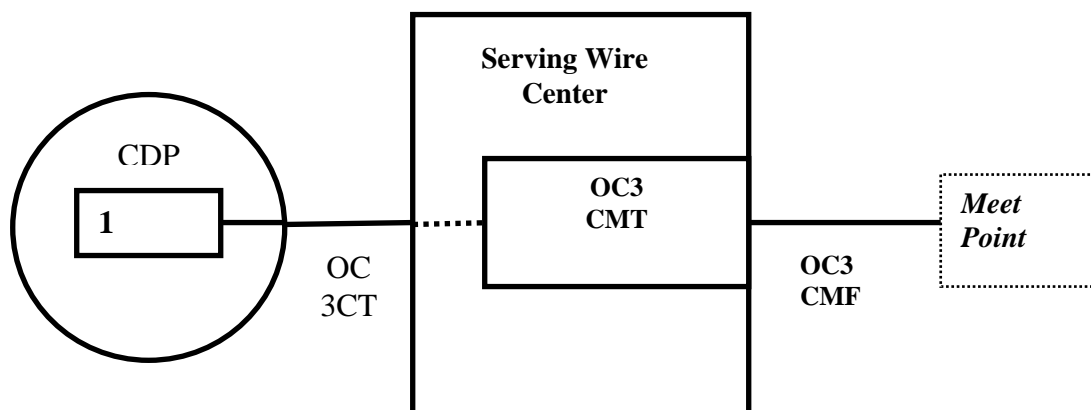 Serving Wire
Center
CDP
1
OC
3CT
OC3
CMT
OC3
CMF
Meet
Point